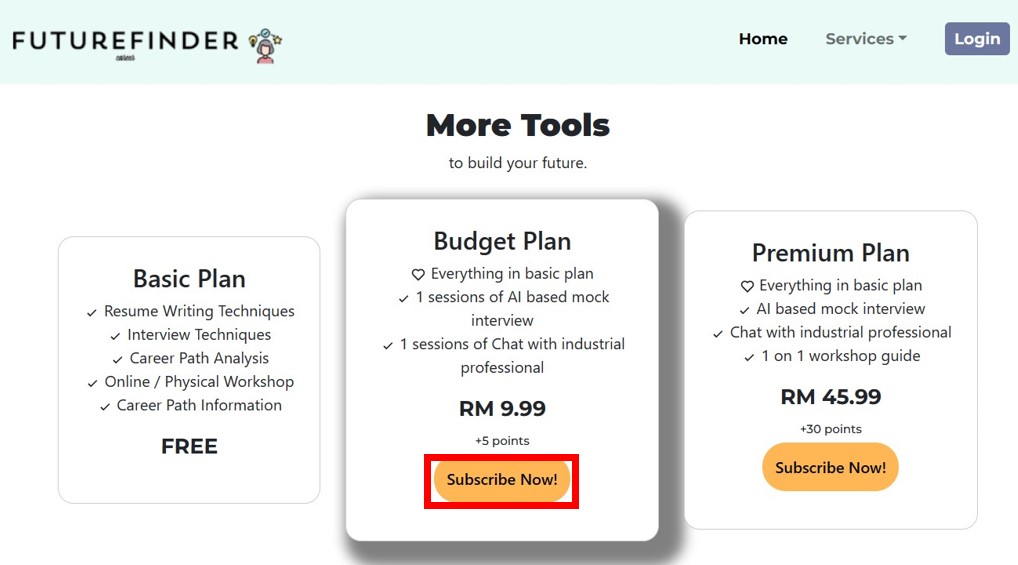 FUTUREFINDER
career
Home
Services
Login
More Tools
to build your future.
Basic Plan
Resume Writing Techniques
Interview Techniques
Career Path Analysis
Online / Physical Workshop
Career Path Information
FREE
Budget Plan
Everything in basic plan
1 sessions of AI based mock
interview
1 sessions of Chat with industrial
professional
RM 9.99
+5 points
Subscribe Now!
Premium Plan
Everything in basic plan
AI based mock interview
Chat with industrial professional
1 on 1 workshop guide
RM 45.99
+30 points
Subscribe Now!